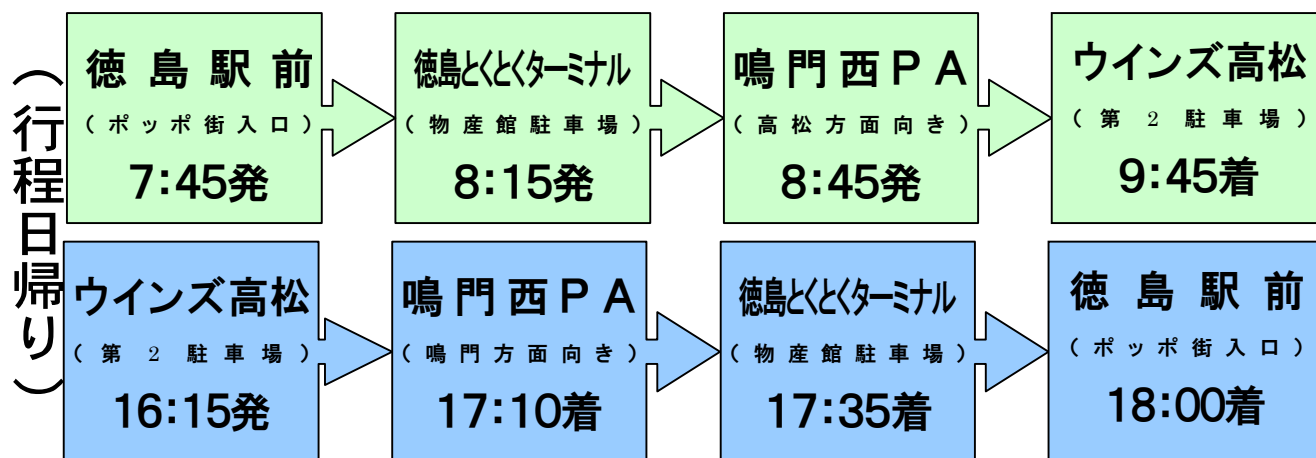 （行程日帰り）
徳島駅前
（ポッポ街入口）
7:45発
徳島とくとくターミナル
（物産館駐車場）
8:15発
鳴門西ＰＡ
（高松方面向き）
8:45発
ウインズ高松
（第２駐車場）
9:45着
ウインズ高松
（第２駐車場）
16:15発
鳴門西ＰＡ
（鳴門方面向き）
17:10着
徳島とくとくターミナル
（物産館駐車場）
17:35着
徳島駅前
（ポッポ街入口）
18:00着